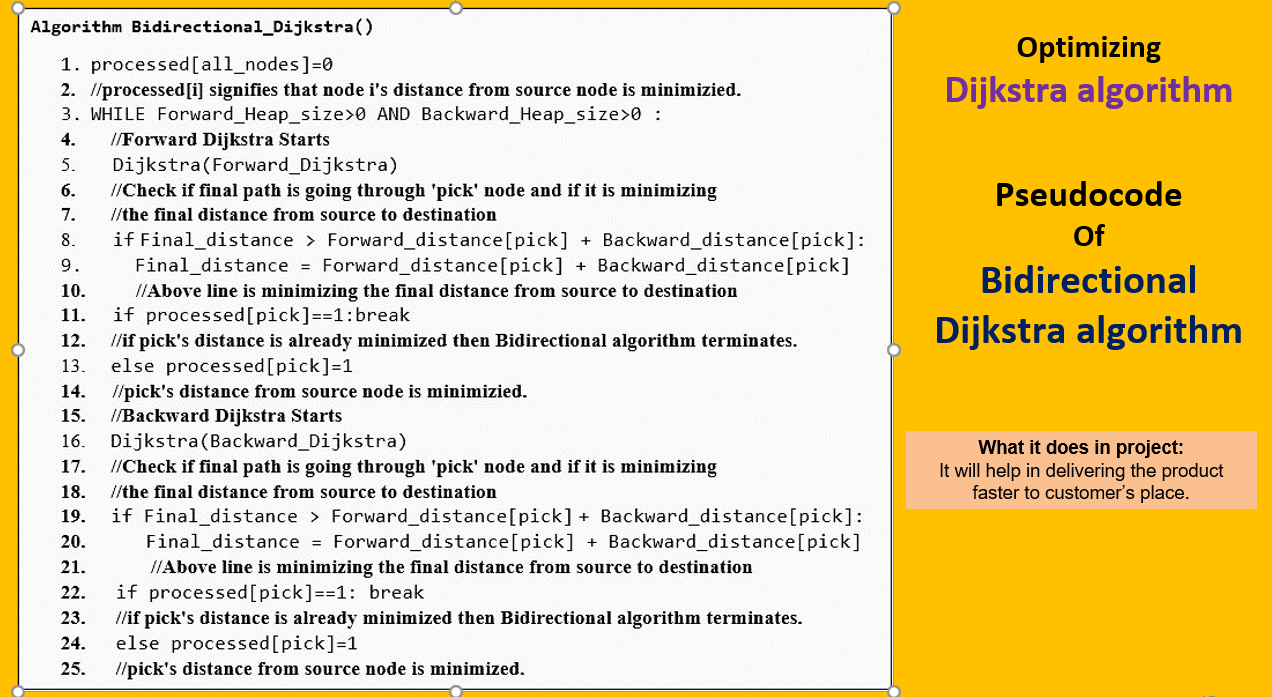 Algorithm Bidirectional_Dijkstra()
1. processed[all_nodes]=0
2. //processed[i] signifies that node i's distance from source node is minimizied.
3. WHILE Forward_Heap_size>0 AND Backward_Heap_size>0 :
4. //Forward Dijkstra Starts
5. Dijkstra(Forward_Dijkstra)
6. //Check if final path is going through 'pick' node and if it is minimizing
7. //the final distance from source to destination
8. if Final_distance > Forward_distance[pick] + Backward_distance[pick]:
9. Final_distance = Forward_distance[pick] + Backward_distance[pick]
10. //Above line is minimizing the final distance from source to destination
11. if processed[pick]==1:break
12. //if pick's distance is already minimized then Bidirectional algorithm terminates.
13. else processed[pick]=1
14. //pick's distance from source node is minimizied.
15. //Backward Dijkstra Starts
16. Dijkstra(Backward_Dijkstra)
17. //Check if final path is going through 'pick' node and if it is minimizing
18. //the final distance from source to destination
19. if Final_distance > Forward_distance[pick] + Backward_distance[pick]:
20. Final_distance = Forward_distance[pick] + Backward_distance[pick]
21. //Above line is minimizing the final distance from source to destination
22. if processed[pick]==1: break
23. //if pick's distance is already minimized then Bidirectional algorithm terminates.
24. else processed[pick]=1
25. //pick's distance from source node is minimized.
Optimizing
Dijkstra algorithm
Pseudocode
Of
Bidirectional
Dijkstra algorithm
What it does in project:
It will help in delivering the product
faster to customer’s place.